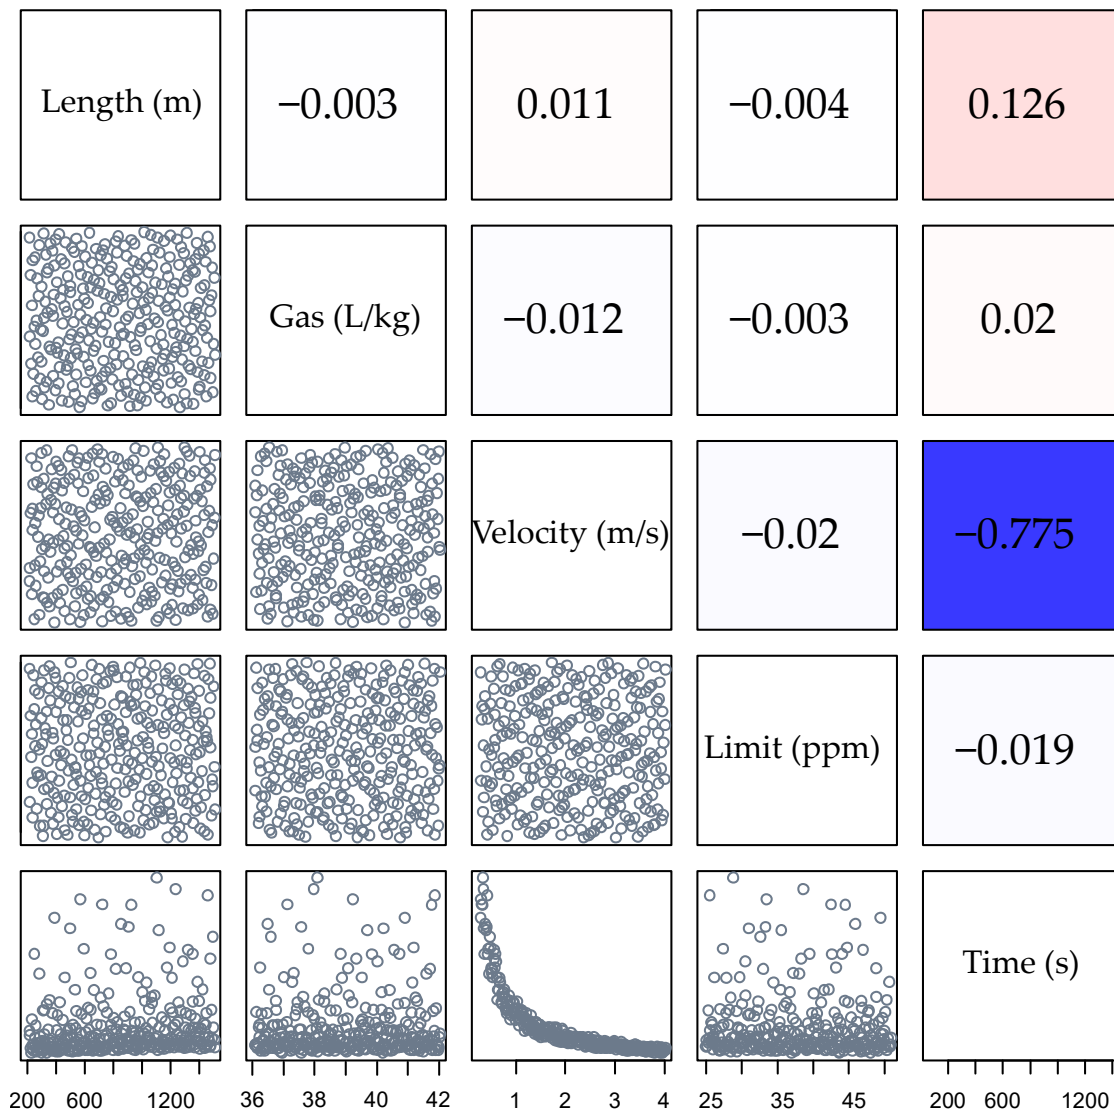 Length (m) −0.003 0.011 −0.004 0.126
Gas (L/kg) −0.012 −0.003 0.02
Velocity (m/s) −0.02 −0.775
Limit (ppm) −0.019
Time (s)
200 600 1200 36 38 40 42 1 2 3 4 25 35 45 200 600 1200